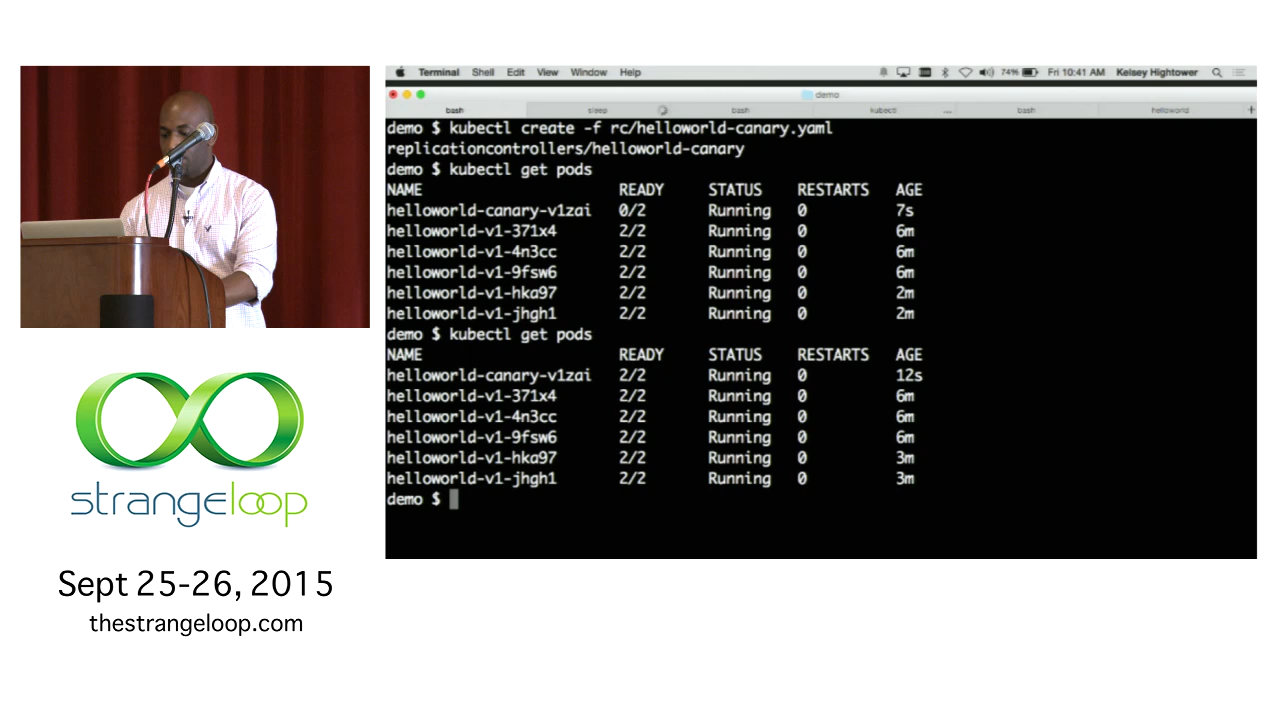 Terminal Shell Edit View Window Help 74% Fri 10:41 AM Kelsey Hightower
demo
bash sleep bash kubectl bash helloworld
demo $ kubectl create -f rc/helloworld-canary.yaml
replicationcontrollers/helloworld-canary
demo $ kubectl get pods
NAME READY STATUS RESTARTS AGE
helloworld-canary-v1zai 0/2 Running 0 7s
helloworld-v1-371x4 2/2 Running 0 6m
helloworld-v1-4n3cc 2/2 Running 0 6m
helloworld-v1-9fsw6 2/2 Running 0 6m
helloworld-v1-hka97 2/2 Running 0 2m
helloworld-v1-jhgh1 2/2 Running 0 2m
demo $ kubectl get pods
NAME READY STATUS RESTARTS AGE
helloworld-canary-v1zai 2/2 Running 0 12s
helloworld-v1-371x4 2/2 Running 0 6m
helloworld-v1-4n3cc 2/2 Running 0 6m
helloworld-v1-9fsw6 2/2 Running 0 6m
helloworld-v1-hka97 2/2 Running 0 3m
helloworld-v1-jhgh1 2/2 Running 0 3m
demo $
strangeloop
Sept 25-26, 2015
thestrangeloop.com